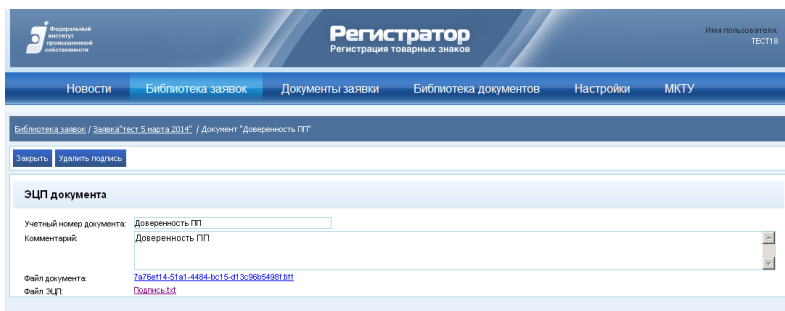 Федеральный
институт
промышленной
собственности
Регистратор
Регистрация товарных знаков
Имя пользователя:
ТЕСТ18
Новости Библиотека заявок Документы заявки Библиотека документов Настройки МКТУ
Библиотека заявок / Заявка"тест 5 марта 2014" / Документ "Доверенность ПП"
Закрыть Удалить подпись
ЭЦП документа
Учетный номер документа: Доверенность ПП
Комментарий: Доверенность ПП
Файл документа: 7a76ef14-51a1-4484-bc15-d13c96b5498f.tiff
Файл ЭЦП: Подпись.txt